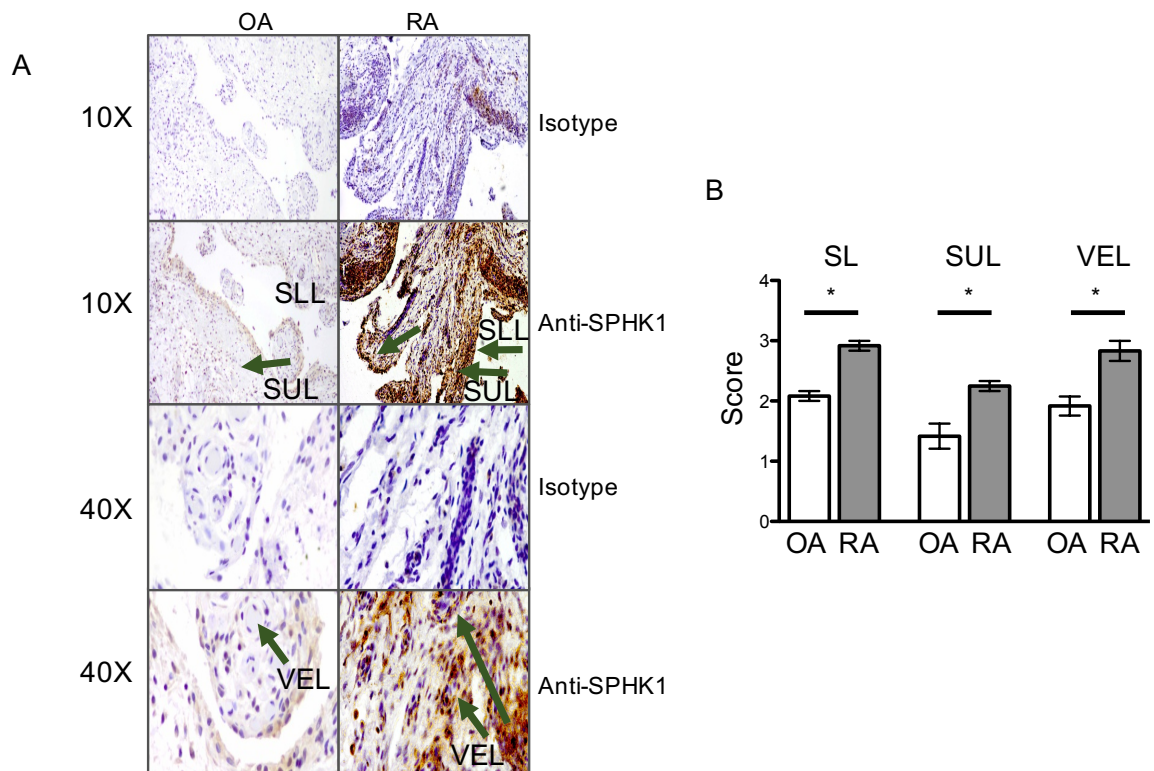 OA RA
A
10X
Isotype
10X
SLL
SUL
SLL
SUL
Anti-SPHK1
40X
Isotype
40X
VEL
VEL
Anti-SPHK1
B
SL SUL VEL
* * *
Score
4
3
2
1
0
OA RA OA RA OA RA